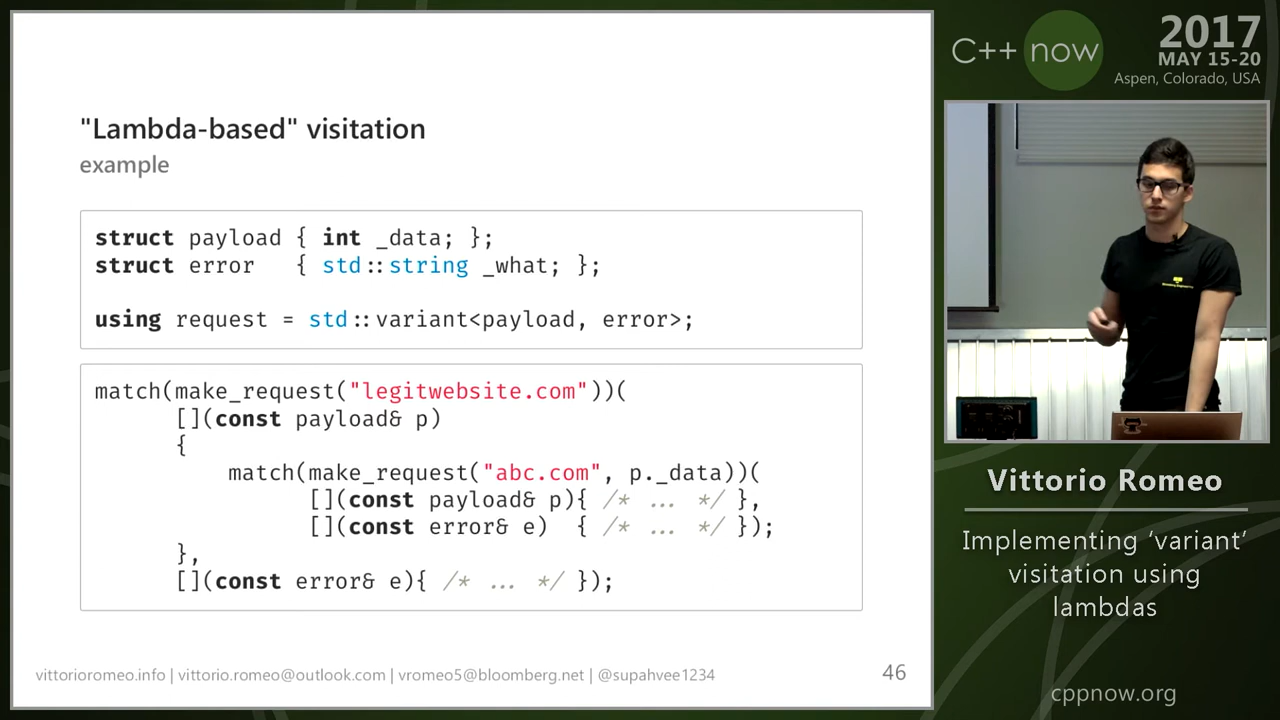 "Lambda-based" visitation
example
struct payload { int _data; };
struct error   { std::string _what; };
using request = std::variant<payload, error>;
match(make_request("legitwebsite.com"))(
      [](const payload& p)
      {
          match(make_request("abc.com", p._data))(
                [](const payload& p){ /* ... */ },
                [](const error& e)  { /* ... */ });
      },
      [](const error& e){ /* ... */ });
vittorioromeo.info | vittorio.romeo@outlook.com | vromeo5@bloomberg.net | @supahvee1234
46
C++ now
2017
MAY 15-20
Aspen, Colorado, USA
Vittorio Romeo
Implementing ‘variant’
visitation using
lambdas
cppnow.org